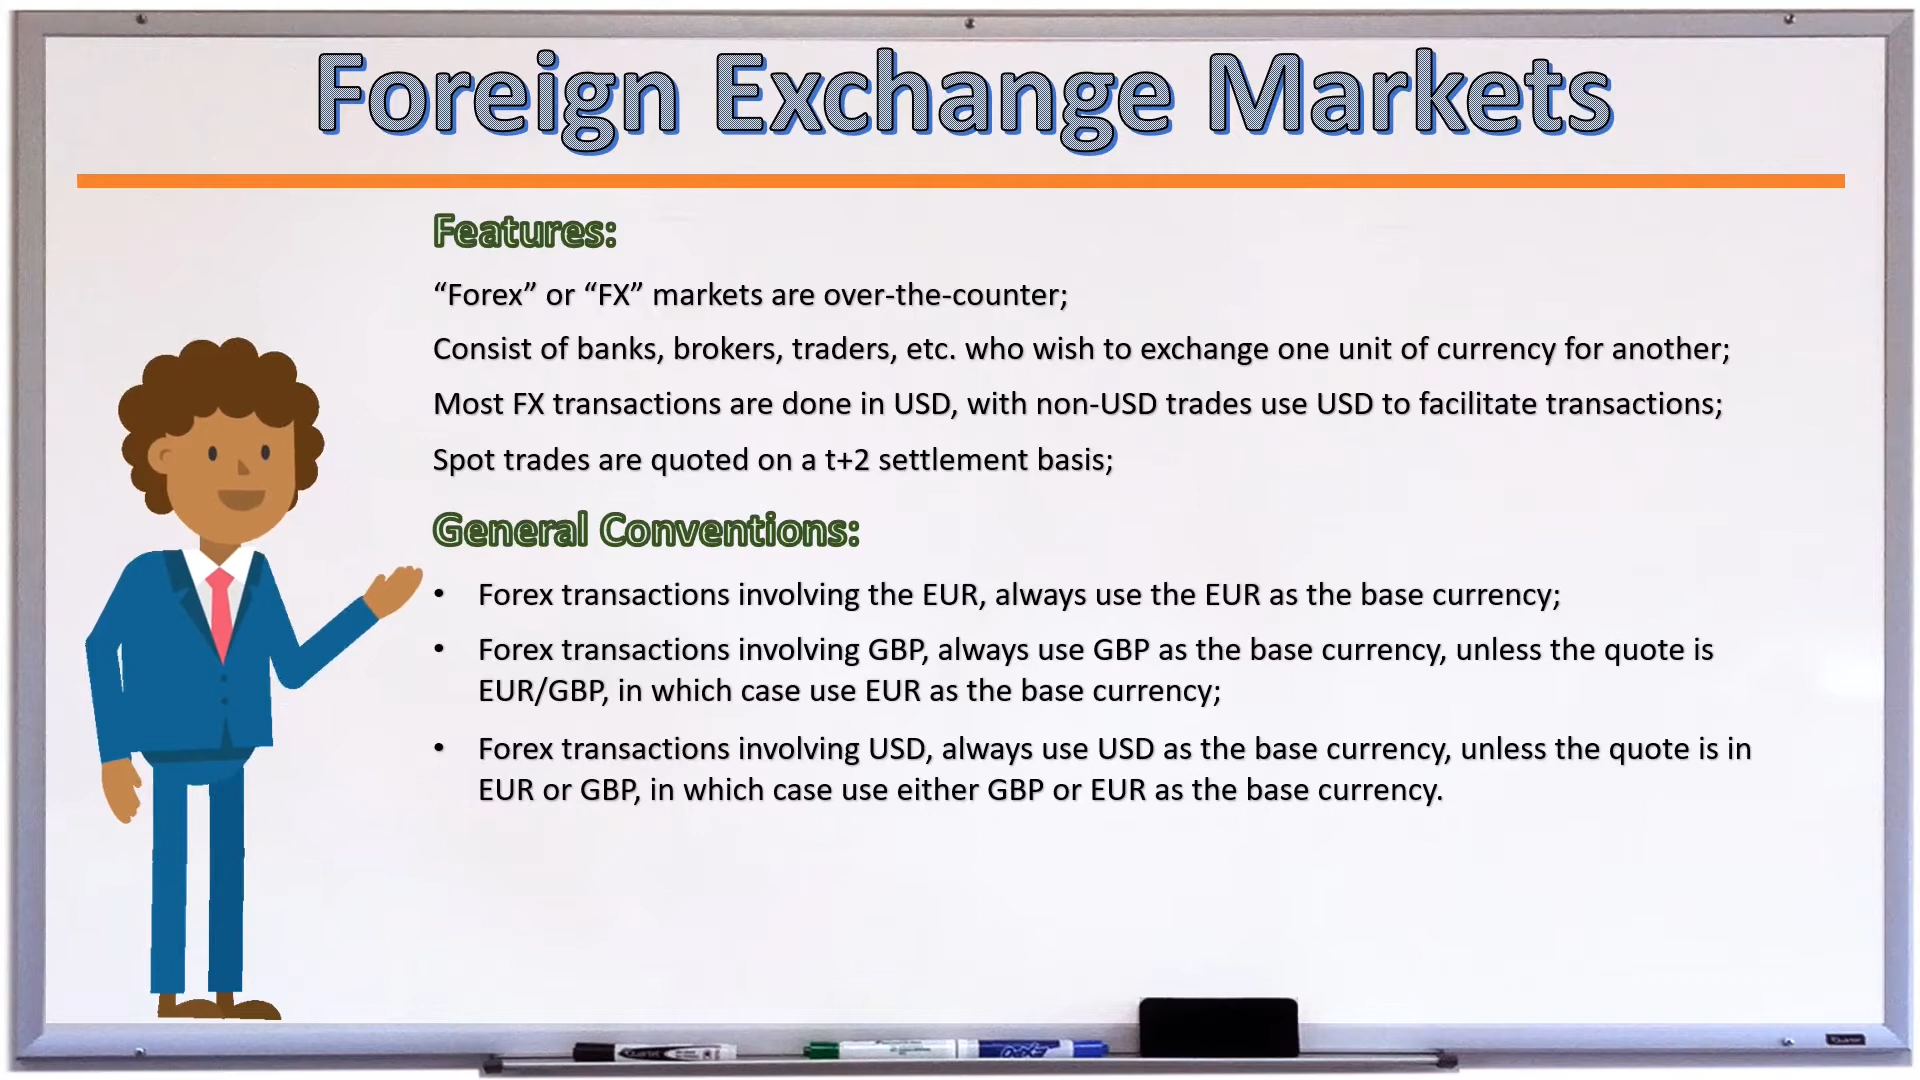 Foreign Exchange Markets
Features:
“Forex” or “FX” markets are over-the-counter;
Consist of banks, brokers, traders, etc. who wish to exchange one unit of currency for another;
Most FX transactions are done in USD, with non-USD trades use USD to facilitate transactions;
Spot trades are quoted on a t+2 settlement basis;
General Conventions:
• Forex transactions involving the EUR, always use the EUR as the base currency;
• Forex transactions involving GBP, always use GBP as the base currency, unless the quote is
EUR/GBP, in which case use EUR as the base currency;
• Forex transactions involving USD, always use USD as the base currency, unless the quote is in
EUR or GBP, in which case use either GBP or EUR as the base currency.